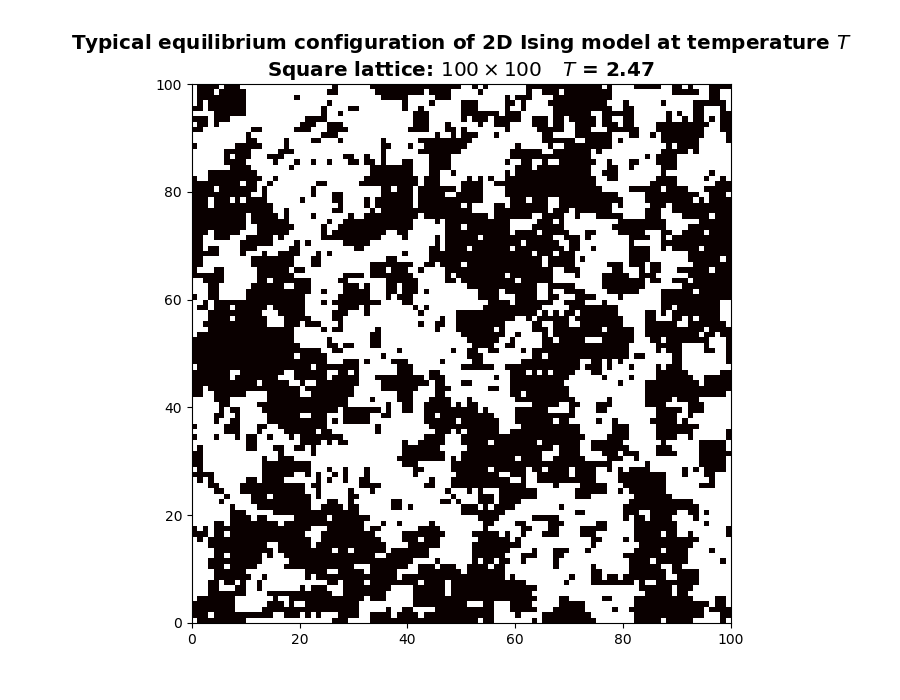 Typical equilibrium configuration of 2D Ising model at temperature T
Square lattice: 100 × 100 T = 2.47
100
80
60
40
20
0
0 20 40 60 80 100